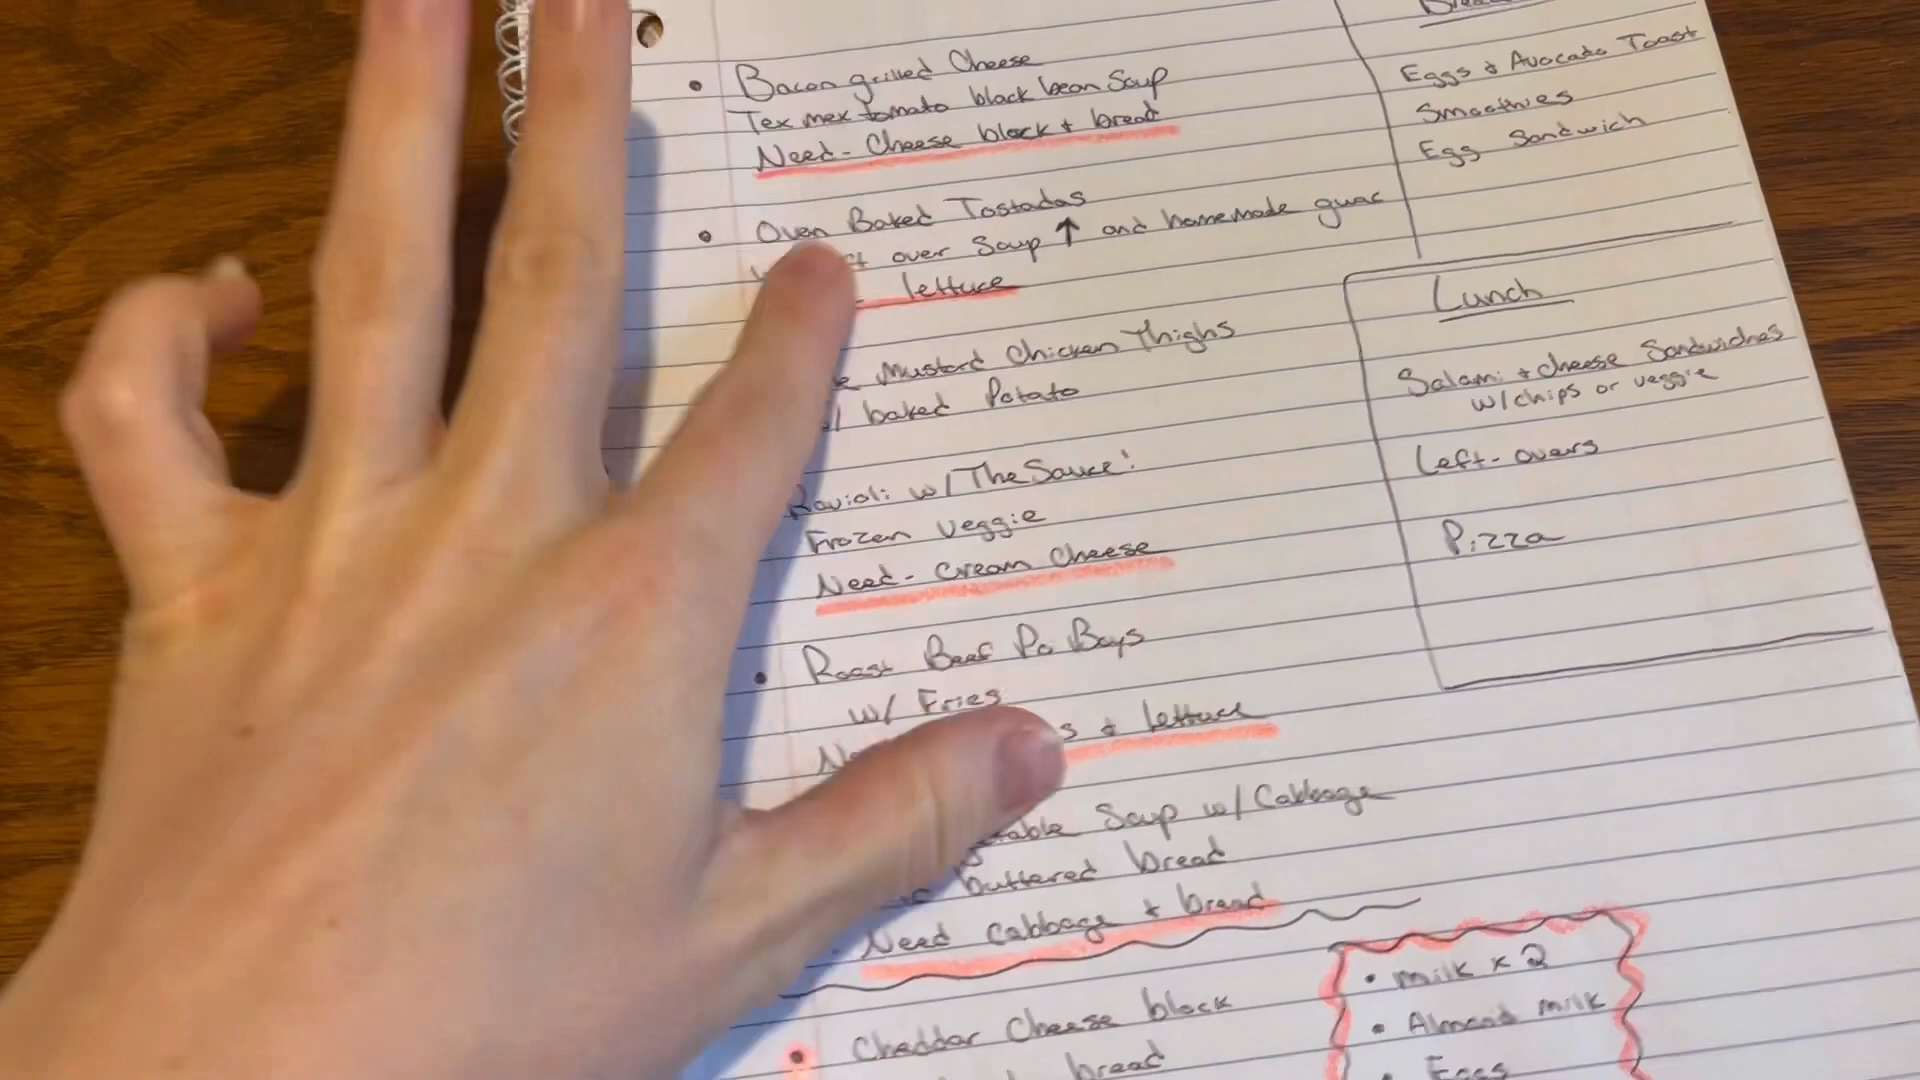 Bacon grilled Cheese
Tex mex tomato black bean Soup
Need - Cheese block & bread
Oven Baked Tostadas
over Soup ↑ and homemade guac
lettuce
Mustard Chicken Thighs
w/ baked Potato
Ravioli w/ The Sauce!
Frozen Veggie
Need - Cream Cheese
Roast Beef Po Boys
w/ Fries
& lettuce
Soup w/ Cabbage
buttered bread
Need Cabbage & bread
Cheddar Cheese block
bread
Eggs & Avocado Toast
Smoothies
Egg Sandwich
Lunch
Salami & cheese Sandwiches
w/ chips or veggie
Left-overs
Pizza
milk x 2
Almond milk
Eggs